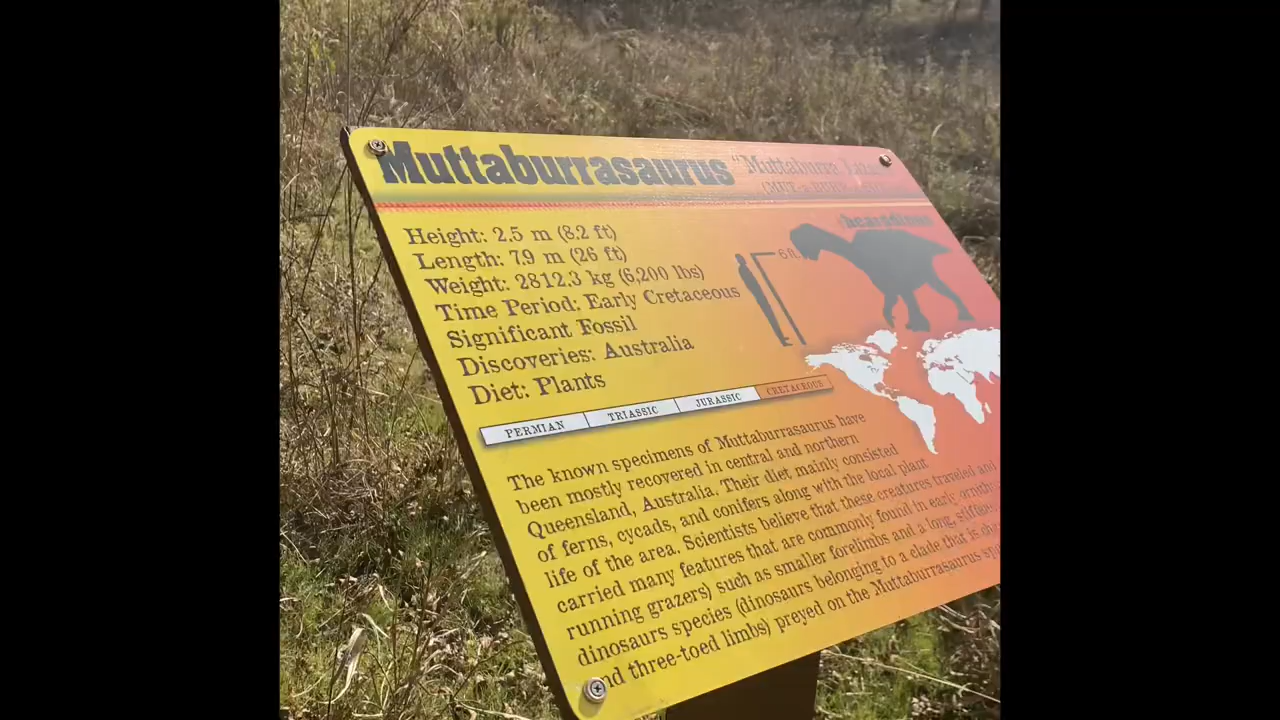 Muttaburrasaurus "Muttaburra
Height: 2.5 m (8.2 ft)
Length: 7.9 m (26 ft)
Weight: 2812.3 kg (6,200 lbs)
Time Period: Early Cretaceous
Significant Fossil
Discoveries: Australia
Diet: Plants
6 ft.
PERMIAN TRIASSIC JURASSIC CRETACEOUS
The known specimens of Muttaburrasaurus have
been mostly recovered in central and northern
Queensland, Australia. Their diet mainly consisted
of ferns, cycads, and conifers along with the local plant
life of the area. Scientists believe that these creatures traveled and
carried many features that are commonly found in early
running grazers) such as smaller forelimbs and a long,
dinosaurs species (dinosaurs belonging to a clade that is
nd three-toed limbs) preyed on the Muttaburrasaurus